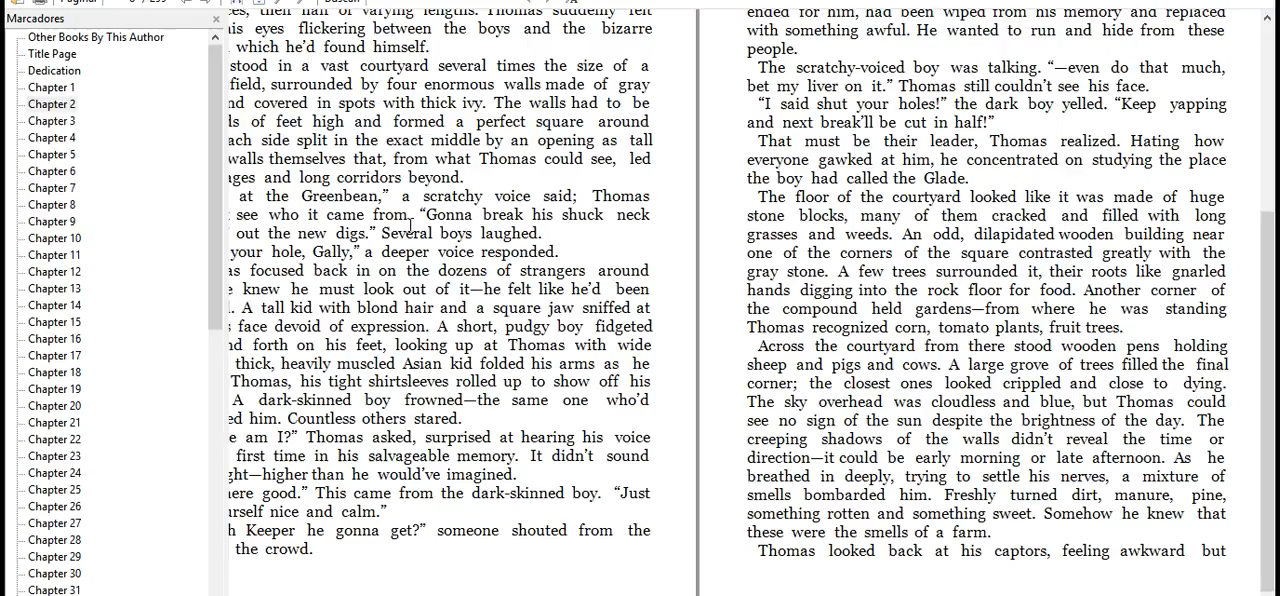 Marcadores
Other Books By This Author
Title Page
Dedication
Chapter 1
Chapter 2
Chapter 3
Chapter 4
Chapter 5
Chapter 6
Chapter 7
Chapter 8
Chapter 9
Chapter 10
Chapter 11
Chapter 12
Chapter 13
Chapter 14
Chapter 15
Chapter 16
Chapter 17
Chapter 18
Chapter 19
Chapter 20
Chapter 21
Chapter 22
Chapter 23
Chapter 24
Chapter 25
Chapter 26
Chapter 27
Chapter 28
Chapter 29
Chapter 30
Chapter 31
their hair of varying lengths. Thomas suddenly felt
his eyes flickering between the boys and the bizarre
which he’d found himself.
stood in a vast courtyard several times the size of a
field, surrounded by four enormous walls made of gray
covered in spots with thick ivy. The walls had to be
of feet high and formed a perfect square around
each side split in the exact middle by an opening as tall
walls themselves that, from what Thomas could see, led
and long corridors beyond.
at the Greenbean,” a scratchy voice said; Thomas
see who it came from. “Gonna break his shuck neck
out the new digs.” Several boys laughed.
your hole, Gally,” a deeper voice responded.
focused back in on the dozens of strangers around
knew he must look out of it—he felt like he’d been
A tall kid with blond hair and a square jaw sniffed at
face devoid of expression. A short, pudgy boy fidgeted
forth on his feet, looking up at Thomas with wide
thick, heavily muscled Asian kid folded his arms as he
Thomas, his tight shirtsleeves rolled up to show off his
A dark-skinned boy frowned—the same one who’d
him. Countless others stared.
am I?” Thomas asked, surprised at hearing his voice
first time in his salvageable memory. It didn’t sound
higher than he would’ve imagined.
good.” This came from the dark-skinned boy. “Just
nice and calm.”
Keeper he gonna get?” someone shouted from the
the crowd.
ended for him, had been wiped from his memory and replaced
with something awful. He wanted to run and hide from these
people.
The scratchy-voiced boy was talking. “—even do that much,
bet my liver on it.” Thomas still couldn’t see his face.
“I said shut your holes!” the dark boy yelled. “Keep yapping
and next break’ll be cut in half!”
That must be their leader, Thomas realized. Hating how
everyone gawked at him, he concentrated on studying the place
the boy had called the Glade.
The floor of the courtyard looked like it was made of huge
stone blocks, many of them cracked and filled with long
grasses and weeds. An odd, dilapidated wooden building near
one of the corners of the square contrasted greatly with the
gray stone. A few trees surrounded it, their roots like gnarled
hands digging into the rock floor for food. Another corner of
the compound held gardens—from where he was standing
Thomas recognized corn, tomato plants, fruit trees.
Across the courtyard from there stood wooden pens holding
sheep and pigs and cows. A large grove of trees filled the final
corner; the closest ones looked crippled and close to dying.
The sky overhead was cloudless and blue, but Thomas could
see no sign of the sun despite the brightness of the day. The
creeping shadows of the walls didn’t reveal the time or
direction—it could be early morning or late afternoon. As he
breathed in deeply, trying to settle his nerves, a mixture of
smells bombarded him. Freshly turned dirt, manure, pine,
something rotten and something sweet. Somehow he knew that
these were the smells of a farm.
Thomas looked back at his captors, feeling awkward but